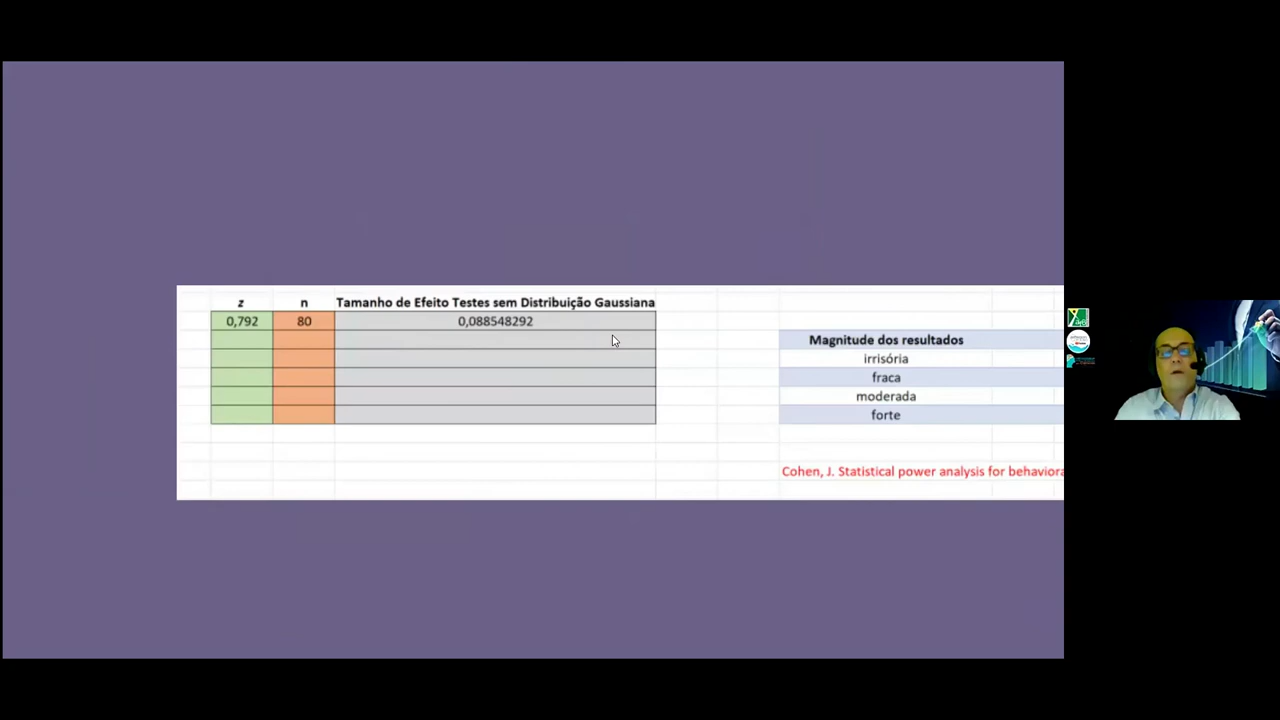 z n Tamanho de Efeito Testes sem Distribuição Gaussiana
0,792 80 0,088548292
Magnitude dos resultados
irrisória
fraca
moderada
forte
Cohen, J. Statistical power analysis for behaviora